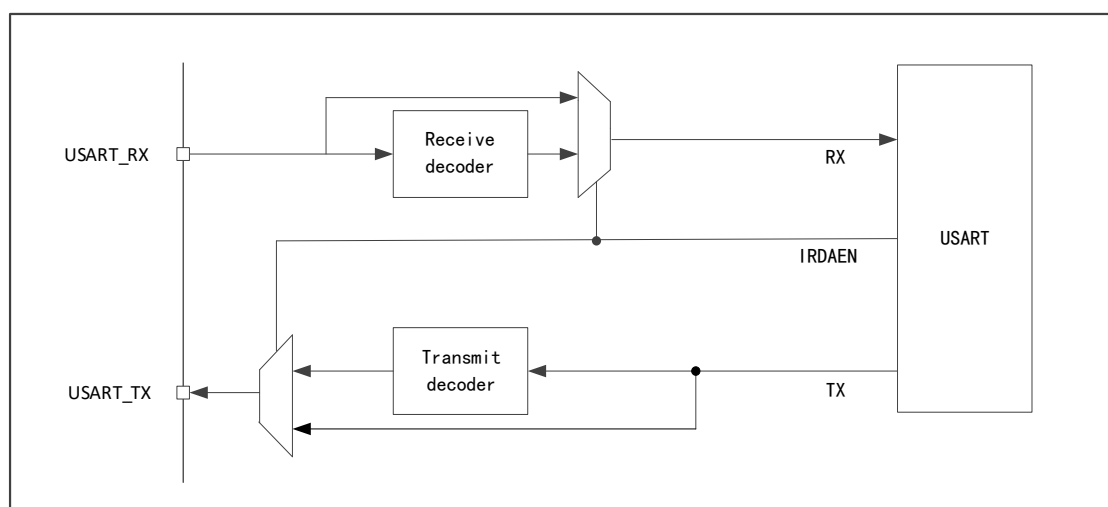 Receive
decoder
USART_RX
RX
USART
IRDAEN
Transmit
decoder
USART_TX
TX